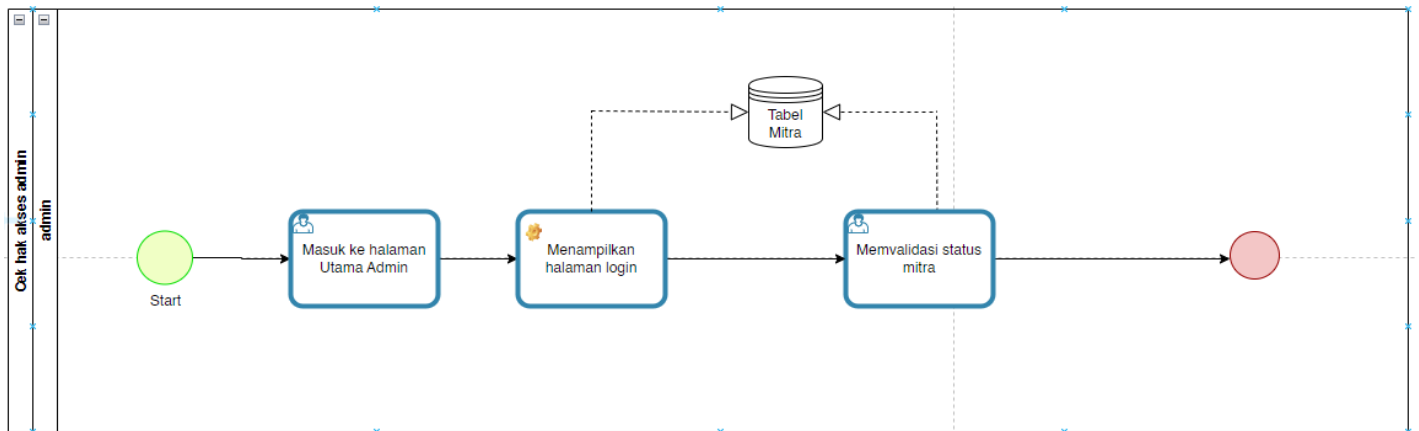 Cek hak akses admin
admin
Start
Masuk ke halaman
Utama Admin
Menampilkan
halaman login
Tabel
Mitra
Memvalidasi status
mitra